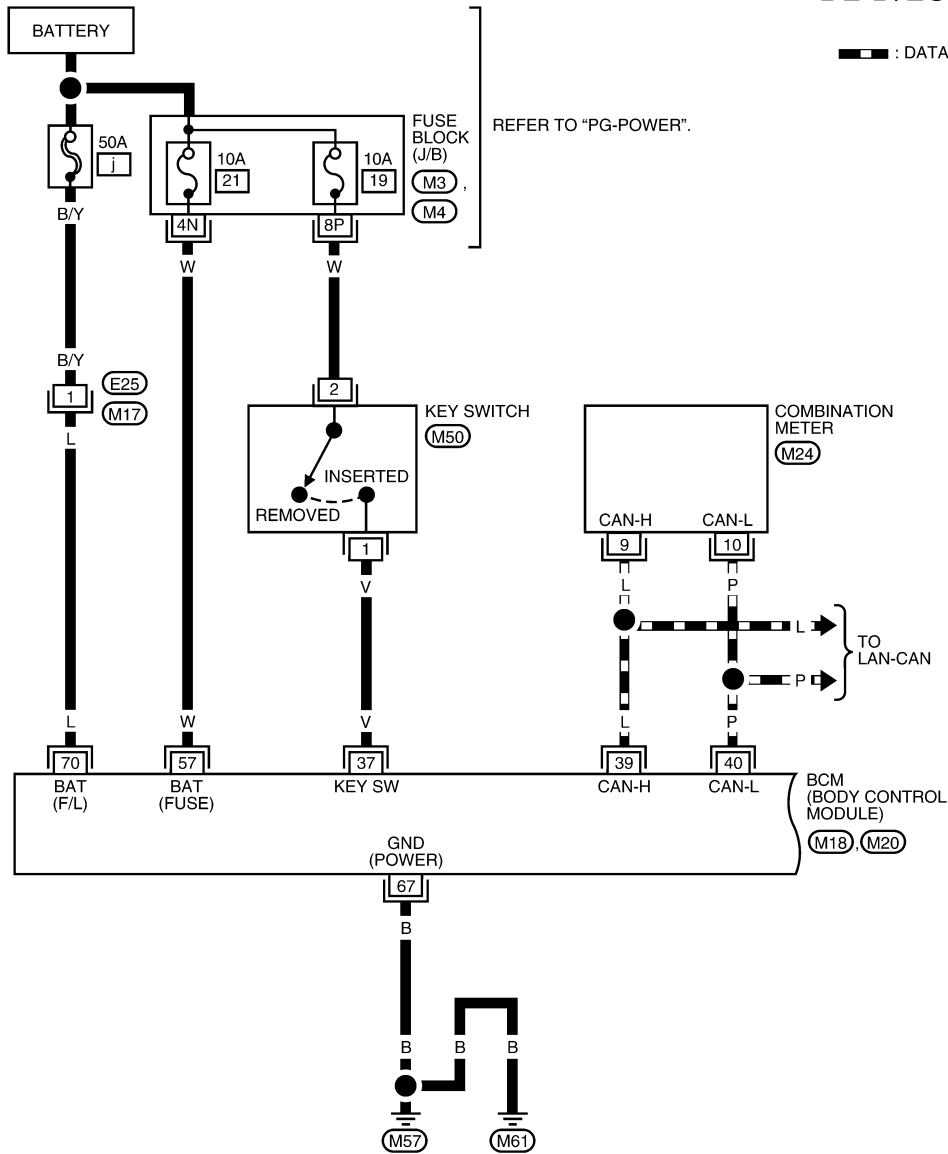 BATTERY
: DATA
50A
j
10A
21
10A
19
FUSE
BLOCK
(J/B)
M3 ,
M4
REFER TO “PG-POWER”.
4N
8P
B/Y
W
W
B/Y
1
E25
M17
L
2
KEY SWITCH
M50
INSERTED
REMOVED
1
V
COMBINATION
METER
M24
CAN-H
CAN-L
9
10
L
P
L
P
TO
LAN-CAN
L
W
V
L
P
70
57
37
39
40
BAT
(F/L)
BAT
(FUSE)
KEY SW
CAN-H
CAN-L
BCM
(BODY CONTROL
MODULE)
M18 , M20
GND
(POWER)
67
B
B
B
B
M57
M61